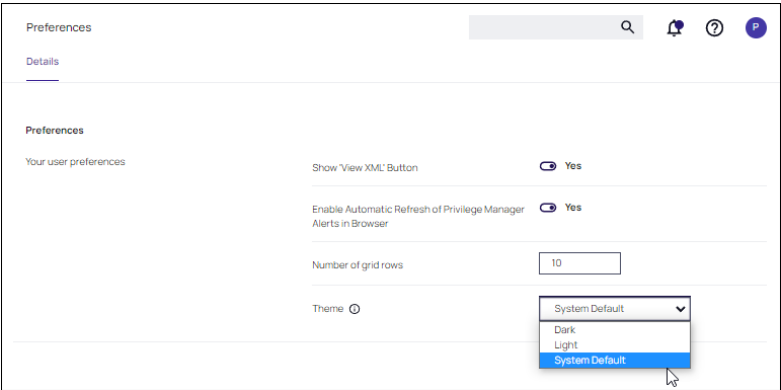 Preferences
P
Details
Preferences
Your user preferences
Show 'View XML' Button
Yes
Enable Automatic Refresh of Privilege Manager
Alerts in Browser
Yes
Number of grid rows
10
Theme
System Default
Dark
Light
System Default